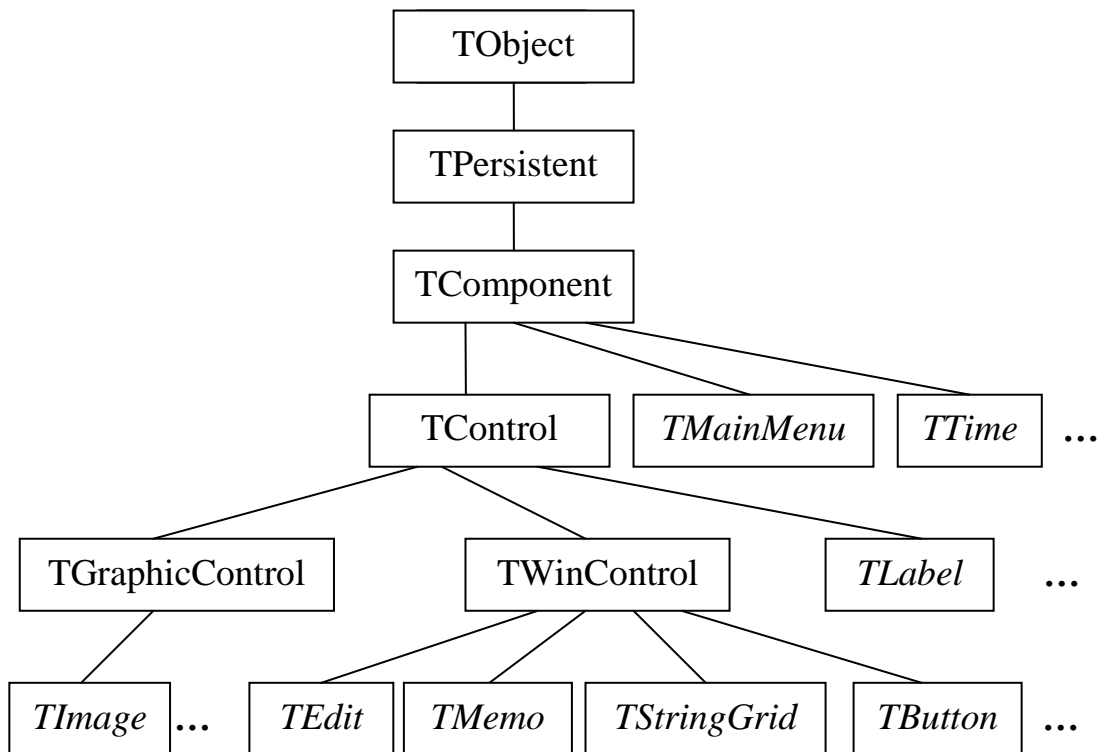 TObject
TPersistent
TComponent
TControl TMainMenu TTime ...
TGraphicControl TWinControl TLabel ...
TImage ... TEdit TMemo TStringGrid TButton ...